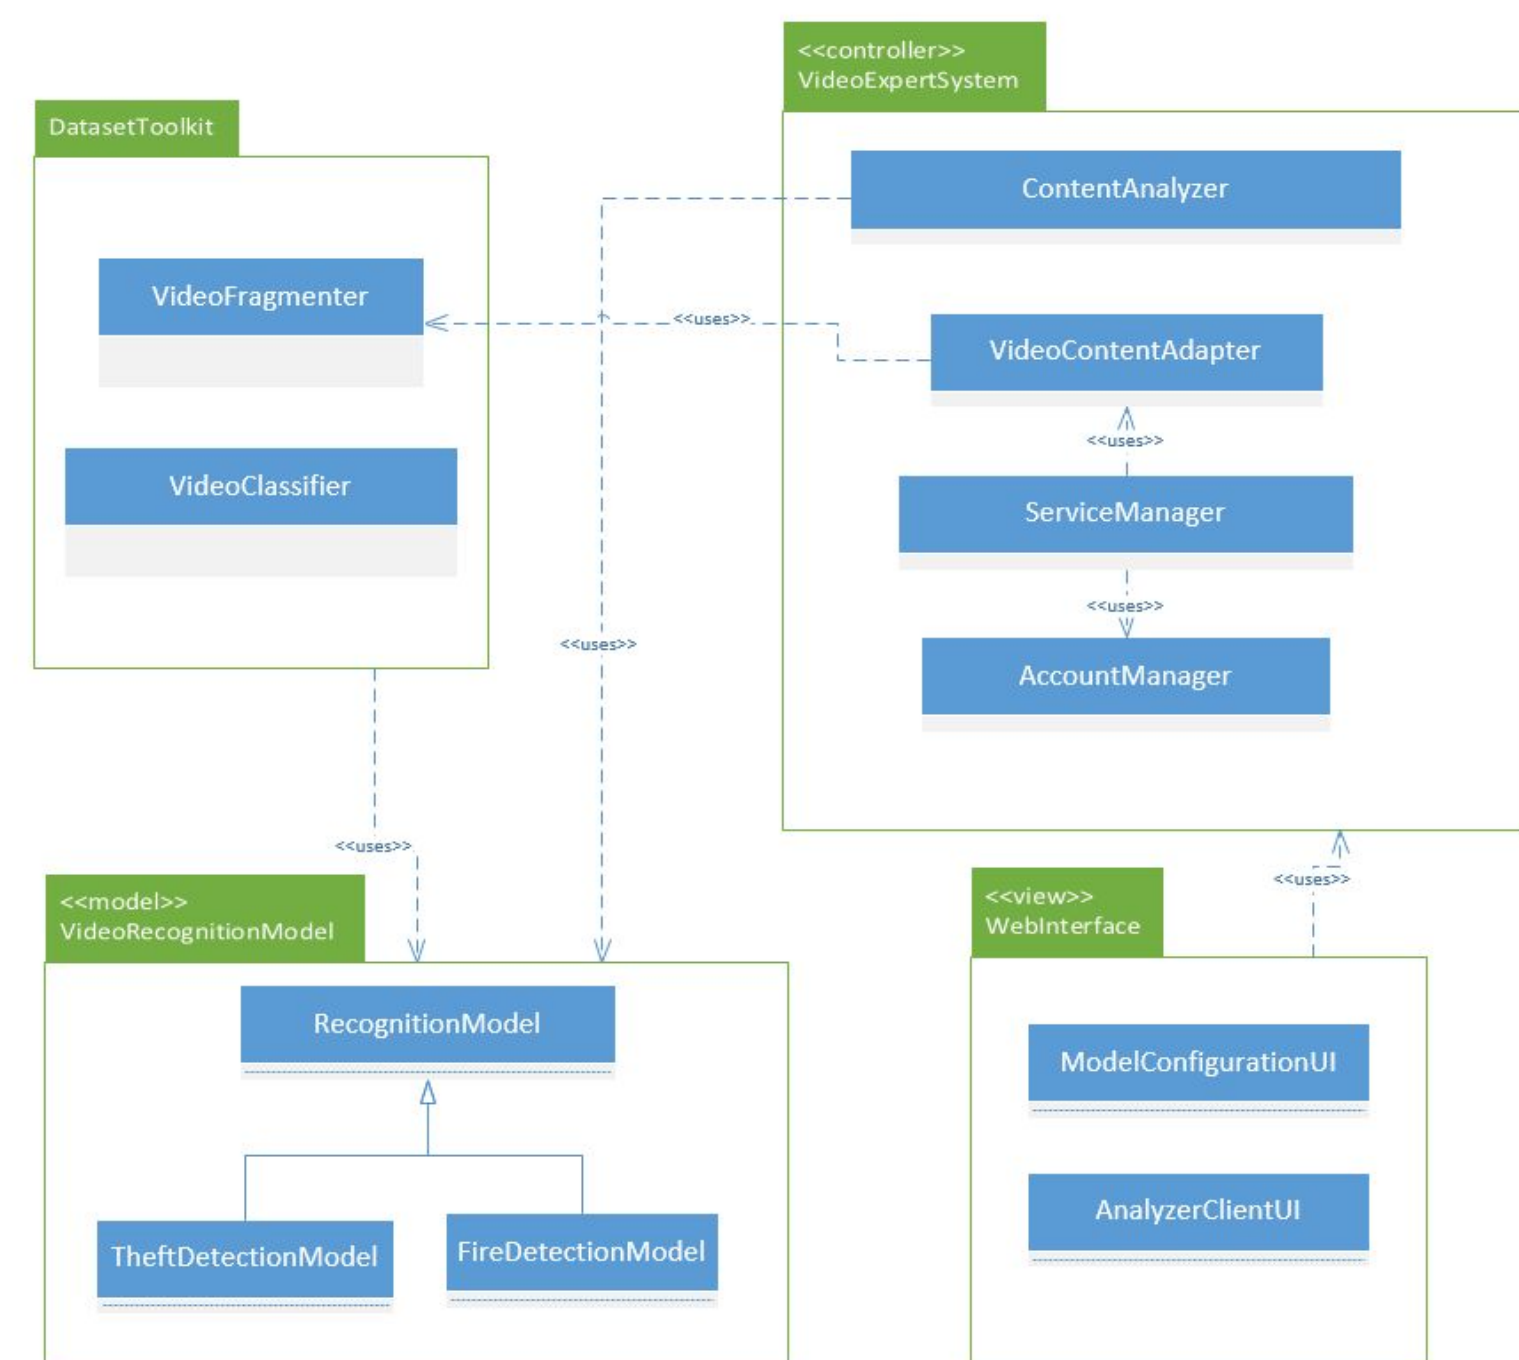 <<controller>>
VideoExpertSystem
DatasetToolkit
ContentAnalyzer
VideoFragmenter
<<uses>>
VideoContentAdapter
<<uses>>
VideoClassifier
ServiceManager
<<uses>>
<<uses>>
AccountManager
<<uses>>
<<uses>>
<<model>>
VideoRecognitionModel
<<view>>
WebInterface
RecognitionModel
ModelConfigurationUI
AnalyzerClientUI
TheftDetectionModel
FireDetectionModel